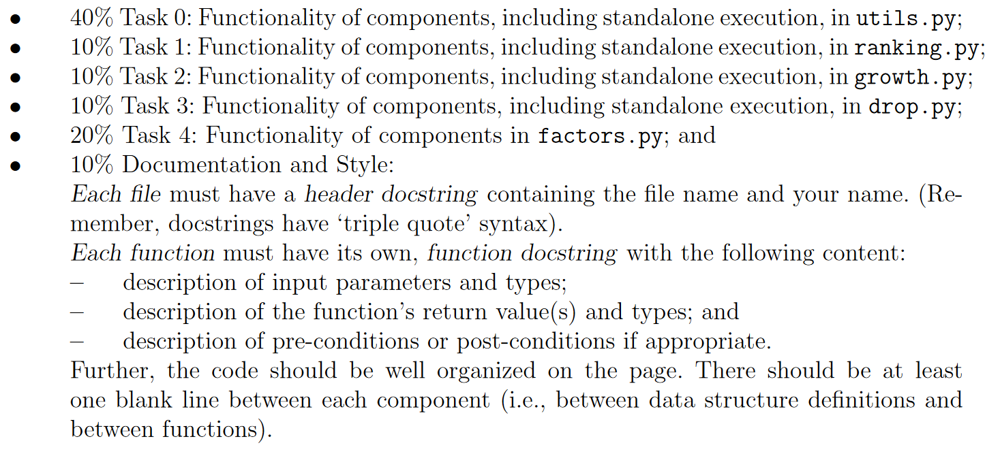 • 40% Task 0: Functionality of components, including standalone execution, in utils.py;
• 10% Task 1: Functionality of components, including standalone execution, in ranking.py;
• 10% Task 2: Functionality of components, including standalone execution, in growth.py;
• 10% Task 3: Functionality of components, including standalone execution, in drop.py;
• 20% Task 4: Functionality of components in factors.py; and
• 10% Documentation and Style:
Each file must have a header docstring containing the file name and your name. (Re-
member, docstrings have ‘triple quote’ syntax).
Each function must have its own, function docstring with the following content:
– description of input parameters and types;
– description of the function’s return value(s) and types; and
– description of pre-conditions or post-conditions if appropriate.
Further, the code should be well organized on the page. There should be at least
one blank line between each component (i.e., between data structure definitions and
between functions).